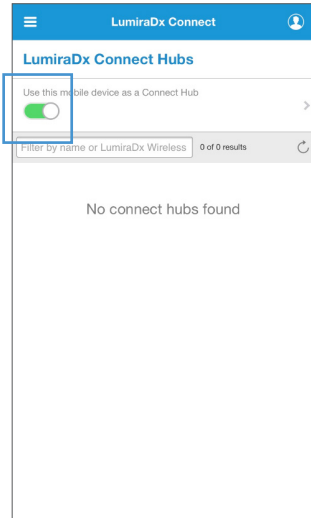 LumiraDx Connect
LumiraDx Connect Hubs
Use this mobile device as a Connect Hub
Filter by name or LumiraDx Wireless
0 of 0 results
No connect hubs found